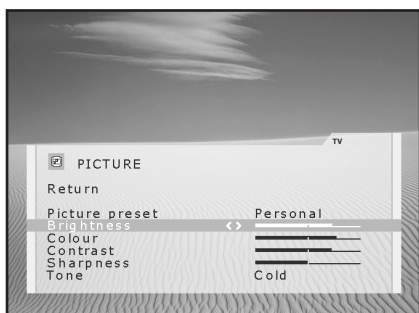 TV
PICTURE
Return
Picture preset Personal
Brightness
Colour
Contrast
Sharpness
Tone Cold